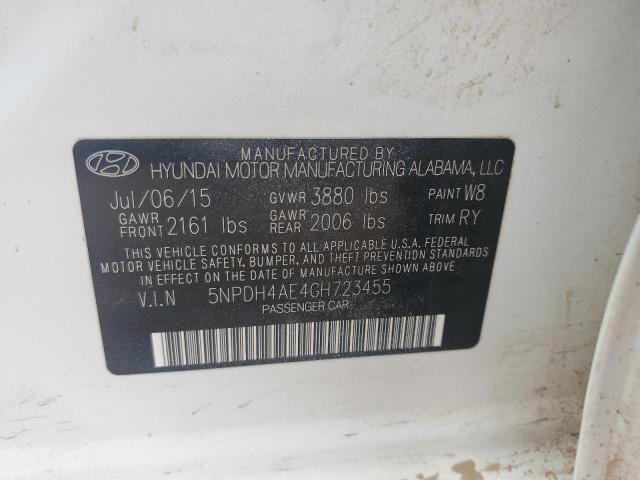 MANUFACTURED BY
HYUNDAI MOTOR MANUFACTURING ALABAMA, LLC
Jul/06/15 GVWR 3880 lbs PAINT W8
GAWR FRONT 2161 lbs GAWR REAR 2006 lbs TRIM RY
THIS VEHICLE CONFORMS TO ALL APPLICABLE U.S.A. FEDERAL
MOTOR VEHICLE SAFETY, BUMPER, AND THEFT PREVENTION
STANDARDS IN EFFECT ON THE DATE OF MANUFACTURE SHOWN ABOVE.
V.I.N 5NPDH4AE4GH723455
PASSENGER CAR